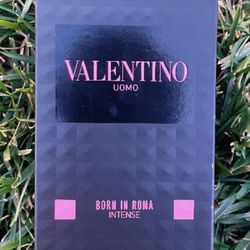 VALENTINO
UOMO
BORN IN ROMA
INTENSE